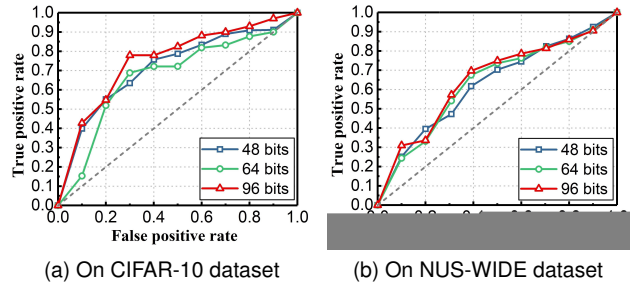 1.0
0.9
0.8
0.7
0.6
0.5
0.4
0.3
0.2
0.1
0.0
True positive rate
48 bits
64 bits
96 bits
0.0 0.2 0.4 0.6 0.8 1.0
False positive rate
(a) On CIFAR-10 dataset
1.0
0.9
0.8
0.7
0.6
0.5
0.4
0.3
0.2
0.1
0.0
True positive rate
48 bits
64 bits
96 bits
(b) On NUS-WIDE dataset